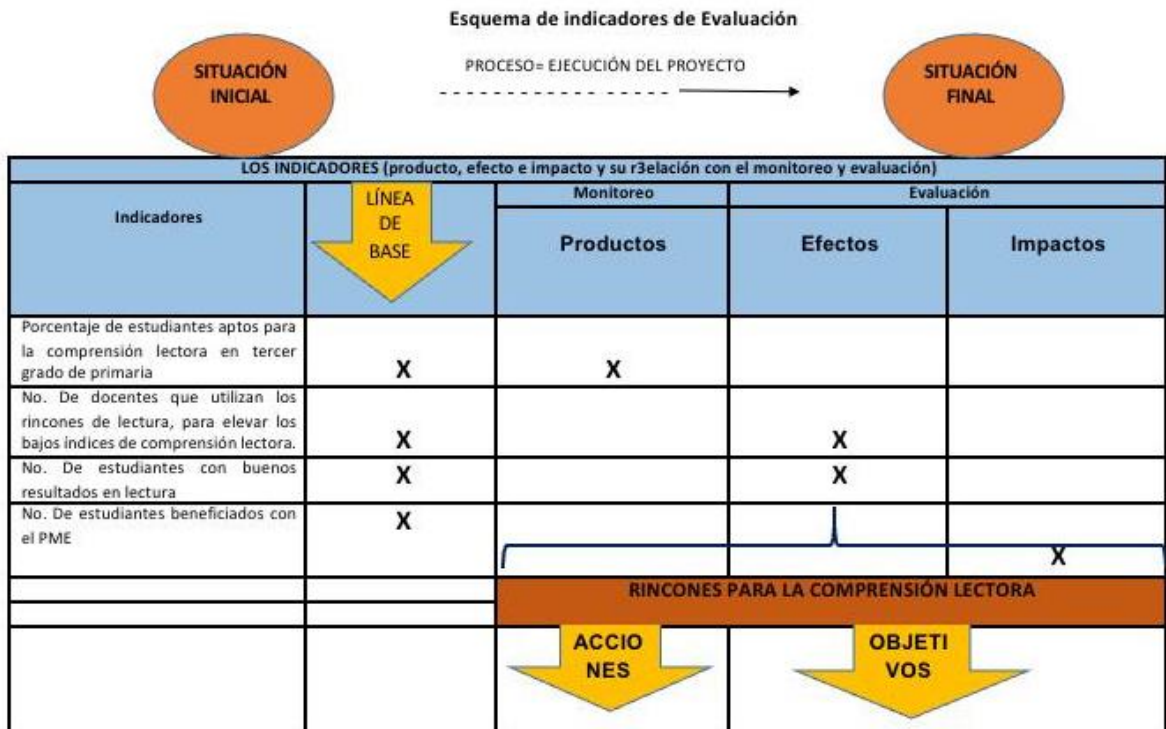 Esquema de indicadores de Evaluación
SITUACIÓN
INICIAL
PROCESO= EJECUCIÓN DEL PROYECTO
SITUACIÓN
FINAL
LOS INDICADORES (producto, efecto e impacto y su r3elación con el monitoreo y evaluación)
Indicadores
LÍNEA
DE
BASE
Monitoreo
Evaluación
Productos
Efectos
Impactos
Porcentaje de estudiantes aptos para
la comprensión lectora en tercer
grado de primaria
X
X
No. De docentes que utilizan los
rincones de lectura, para elevar los
bajos índices de comprensión lectora.
X
X
No. De estudiantes con buenos
resultados en lectura
X
X
No. De estudiantes beneficiados con
el PME
X
X
RINCONES PARA LA COMPRENSIÓN LECTORA
ACCIO
NES
OBJETI
VOS